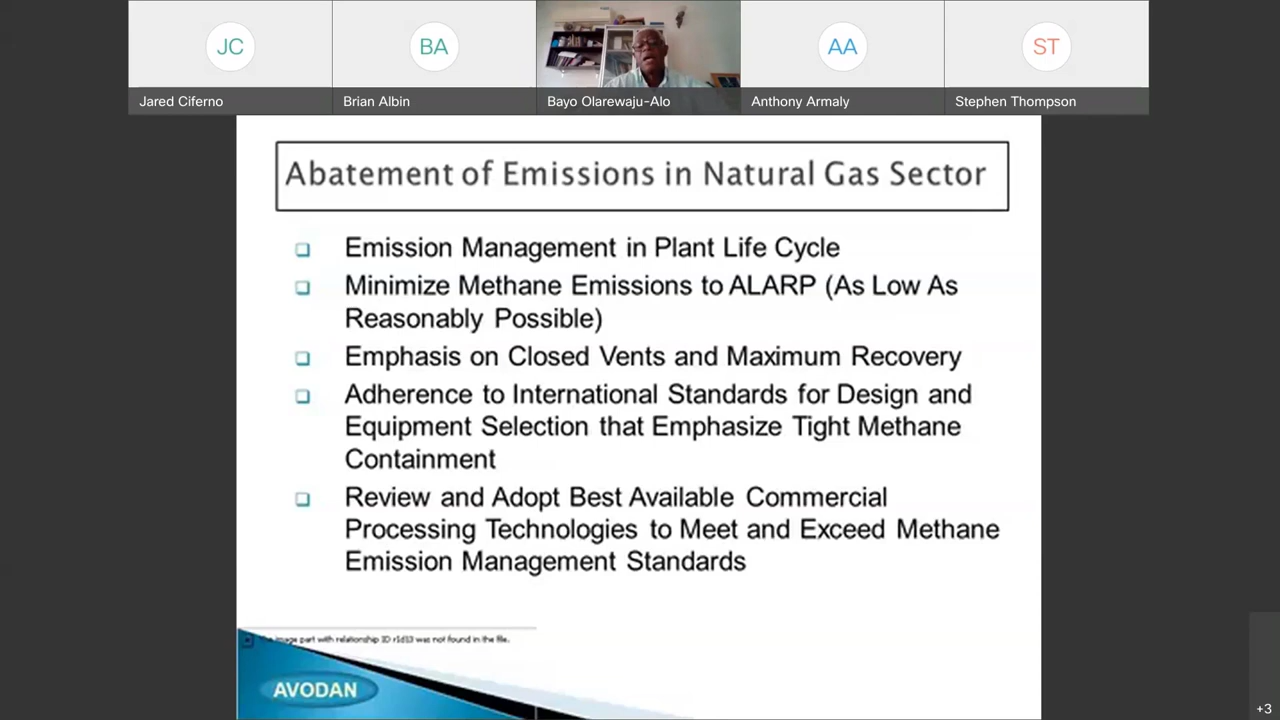 JC
BA
AA
ST
Jared Ciferno
Brian Albin
Bayo Olarewaju-Alo
Anthony Armaly
Stephen Thompson
Abatement of Emissions in Natural Gas Sector
Emission Management in Plant Life Cycle
Minimize Methane Emissions to ALARP (As Low As
Reasonably Possible)
Emphasis on Closed Vents and Maximum Recovery
Adherence to International Standards for Design and
Equipment Selection that Emphasize Tight Methane
Containment
Review and Adopt Best Available Commercial
Processing Technologies to Meet and Exceed Methane
Emission Management Standards
image part with relationship ID rId13 was not found in the file.
AVODAN
+3